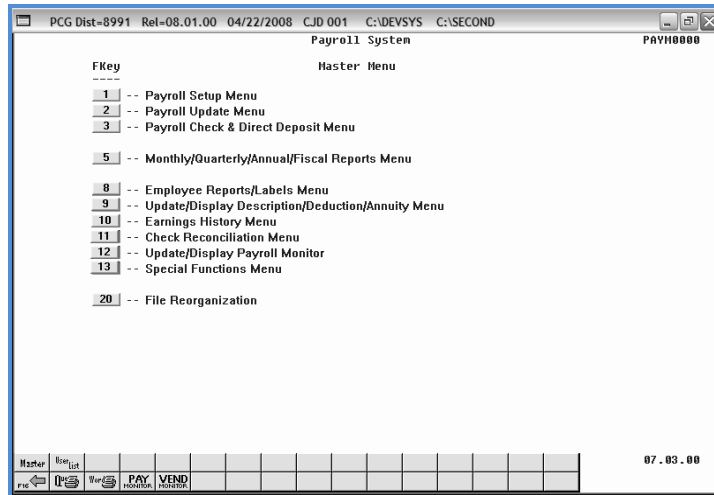 PCG Dist=8991 Rel=08.01.00 04/22/2008 CJD 001 C:\DEVSYS C:\SECOND
Payroll System PAYM0000
FKey Master Menu
----
1 -- Payroll Setup Menu
2 -- Payroll Update Menu
3 -- Payroll Check & Direct Deposit Menu
5 -- Monthly/Quarterly/Annual/Fiscal Reports Menu
8 -- Employee Reports/Labels Menu
9 -- Update/Display Description/Deduction/Annuity Menu
10 -- Earnings History Menu
11 -- Check Reconciliation Menu
12 -- Update/Display Payroll Monitor
13 -- Special Functions Menu
20 -- File Reorganization
Master User List 07.03.00
F16 Que Word PAY MONITOR VEND MONITOR